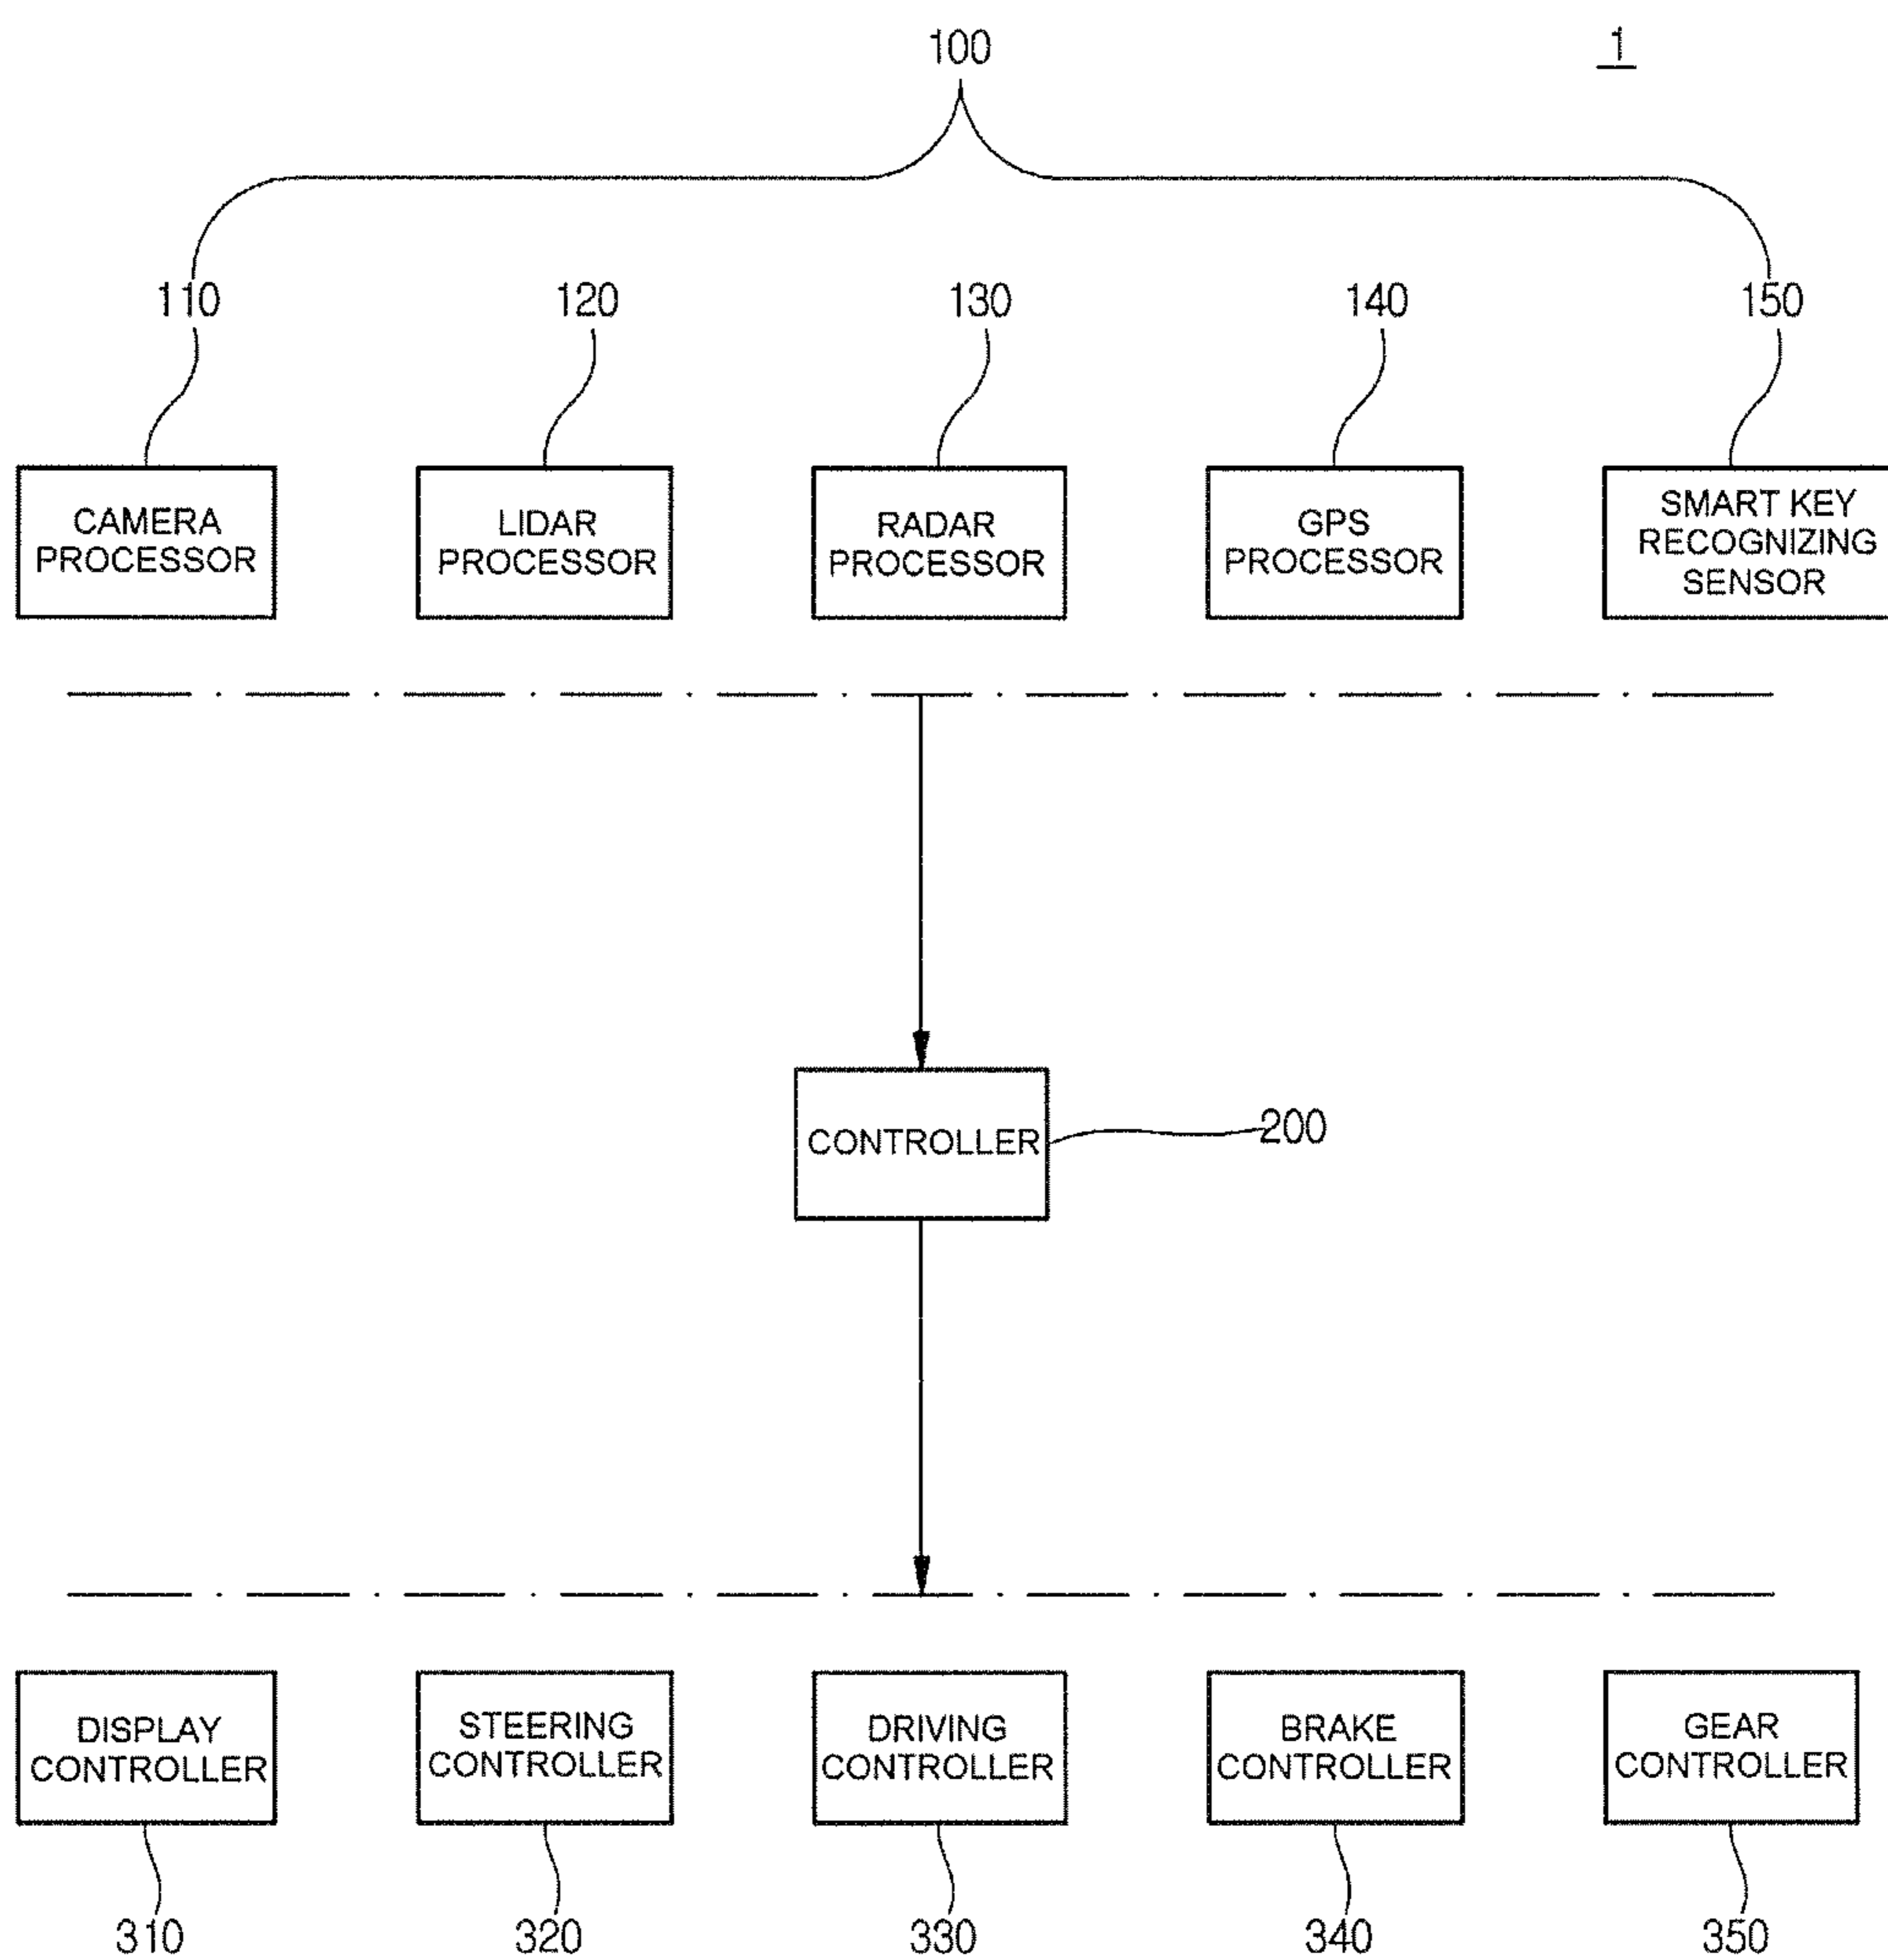 100
1
110
120
130
140
150
CAMERA
PROCESSOR
LIDAR
PROCESSOR
RADAR
PROCESSOR
GPS
PROCESSOR
SMART KEY
RECOGNIZING
SENSOR
CONTROLLER
200
DISPLAY
CONTROLLER
STEERING
CONTROLLER
DRIVING
CONTROLLER
BRAKE
CONTROLLER
GEAR
CONTROLLER
310
320
330
340
350